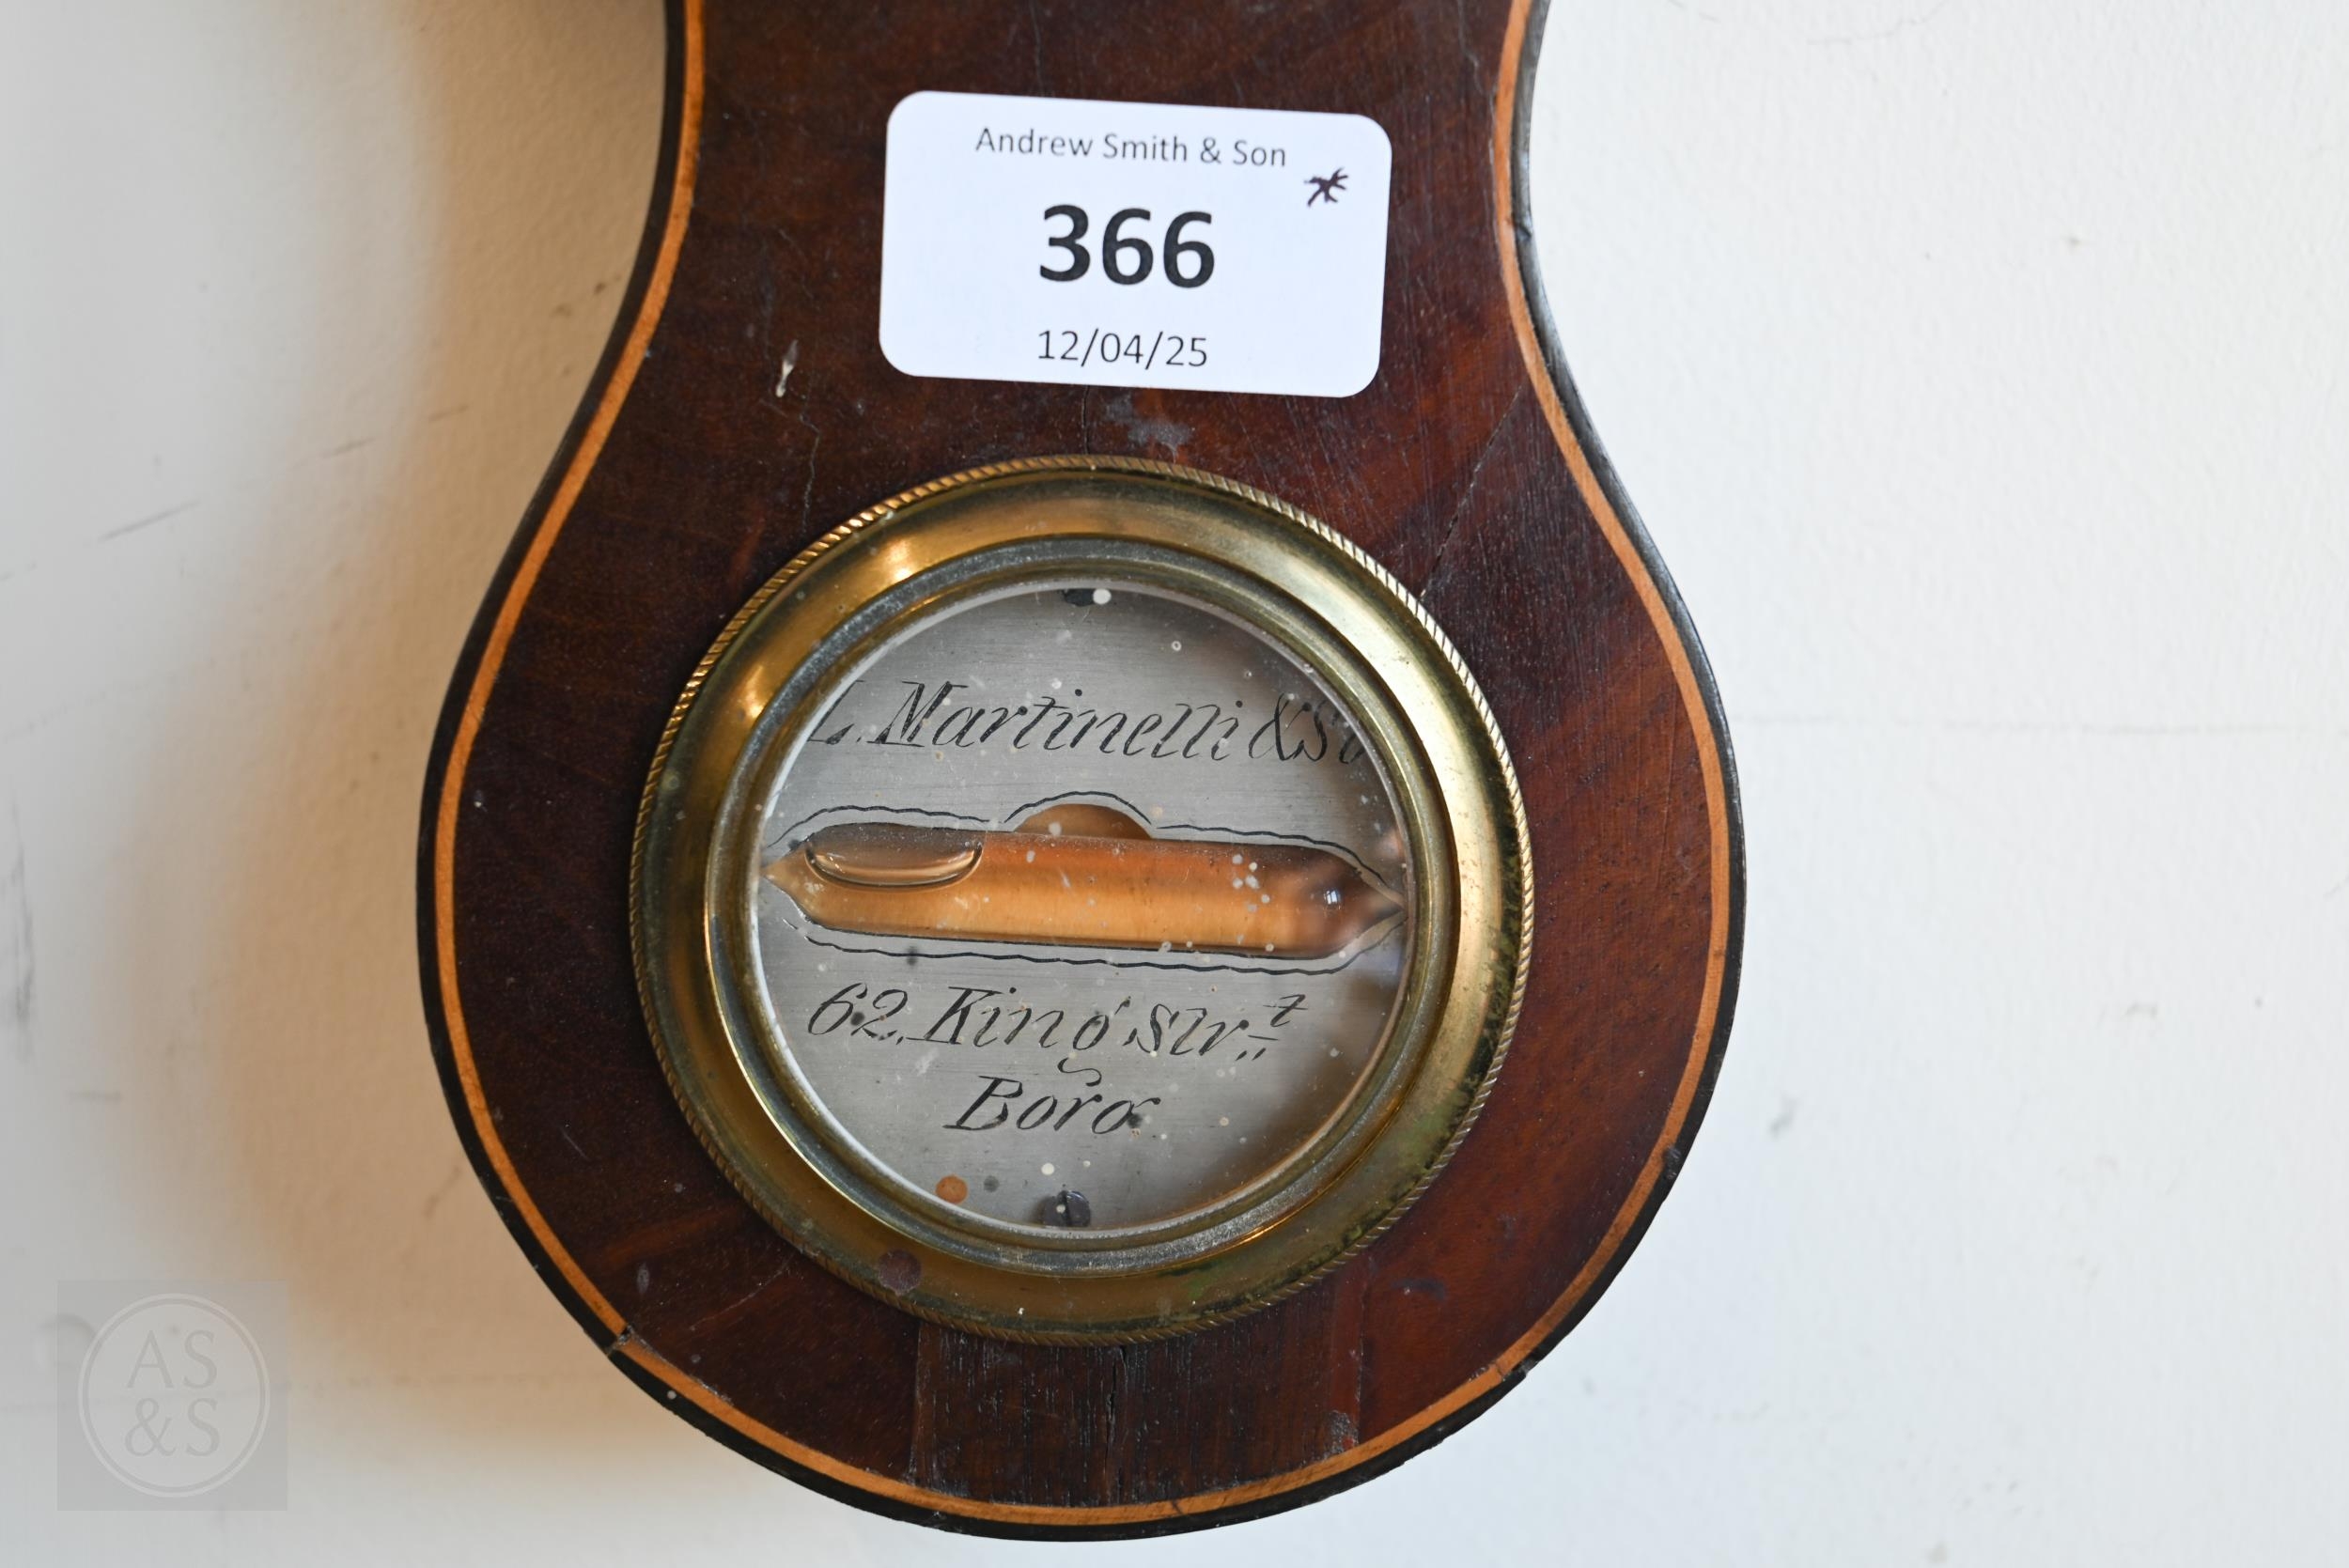 Andrew Smith & Son
366
12/04/25
L. Martinelli &
62, King Str.t
Boro
AS
&S